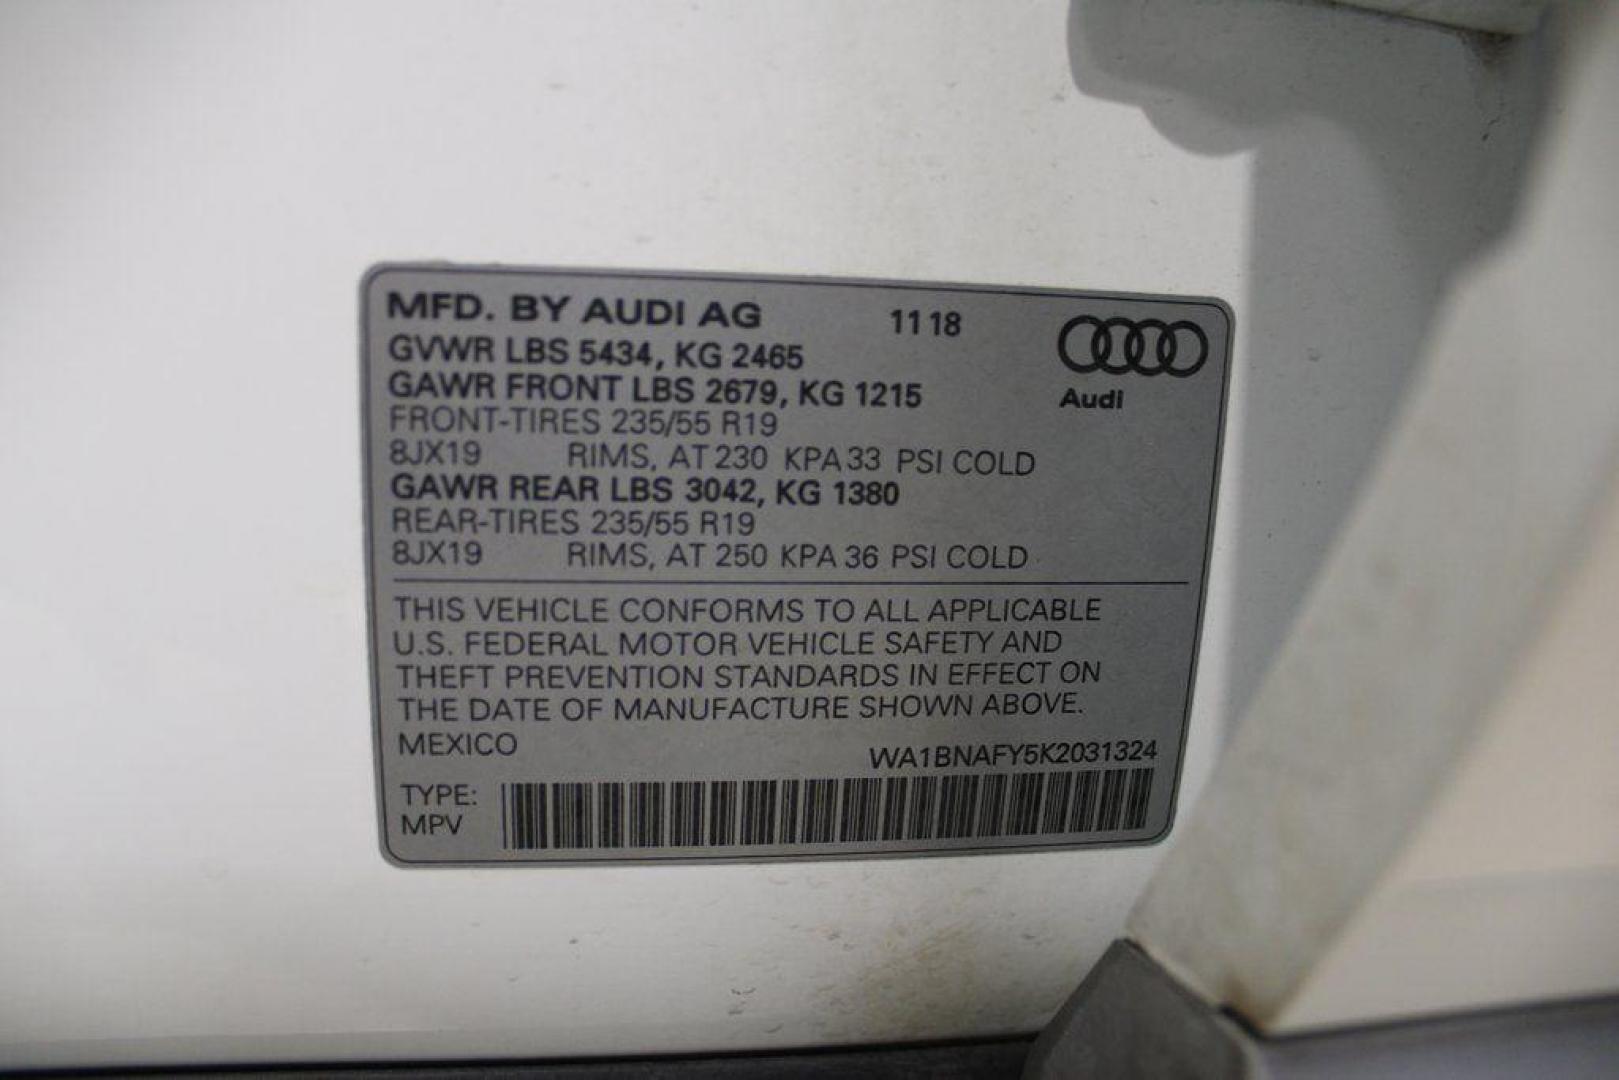 MFD. BY AUDI AG 11 18
GVWR LBS 5434, KG 2465
GAWR FRONT LBS 2679, KG 1215
Audi
FRONT-TIRES 235/55 R19
8JX19 RIMS, AT 230 KPA 33 PSI COLD
GAWR REAR LBS 3042, KG 1380
REAR-TIRES 235/55 R19
8JX19 RIMS, AT 250 KPA 36 PSI COLD
THIS VEHICLE CONFORMS TO ALL APPLICABLE
U.S. FEDERAL MOTOR VEHICLE SAFETY AND
THEFT PREVENTION STANDARDS IN EFFECT ON
THE DATE OF MANUFACTURE SHOWN ABOVE.
MEXICO WA1BNAFY5K2031324
TYPE:
MPV